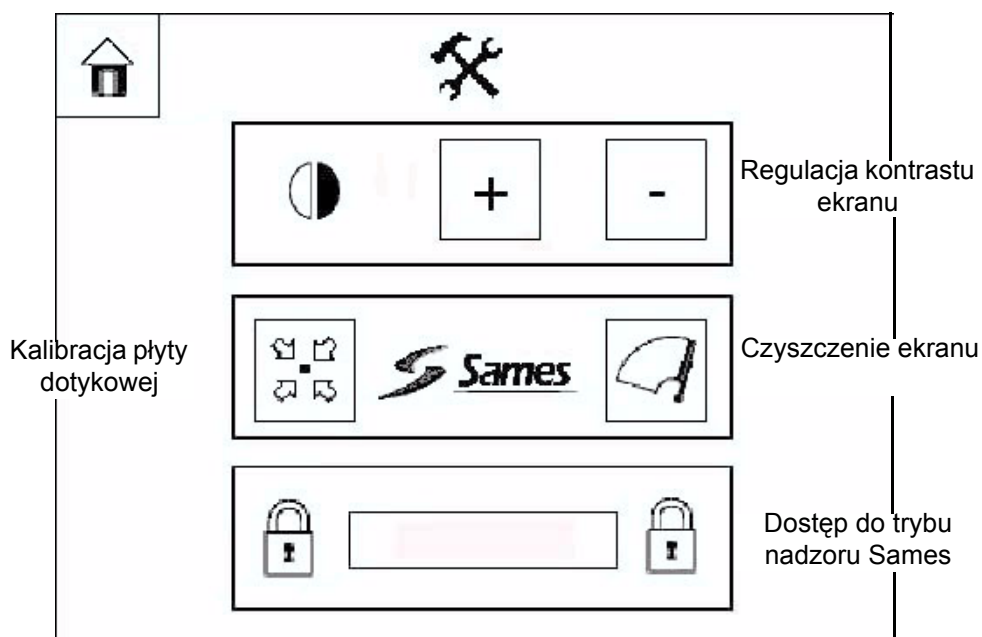 +
-
Regulacja kontrastu
ekranu
Kalibracja płyty
dotykowej
Sames
Czyszczenie ekranu
Dostęp do trybu
nadzoru Sames